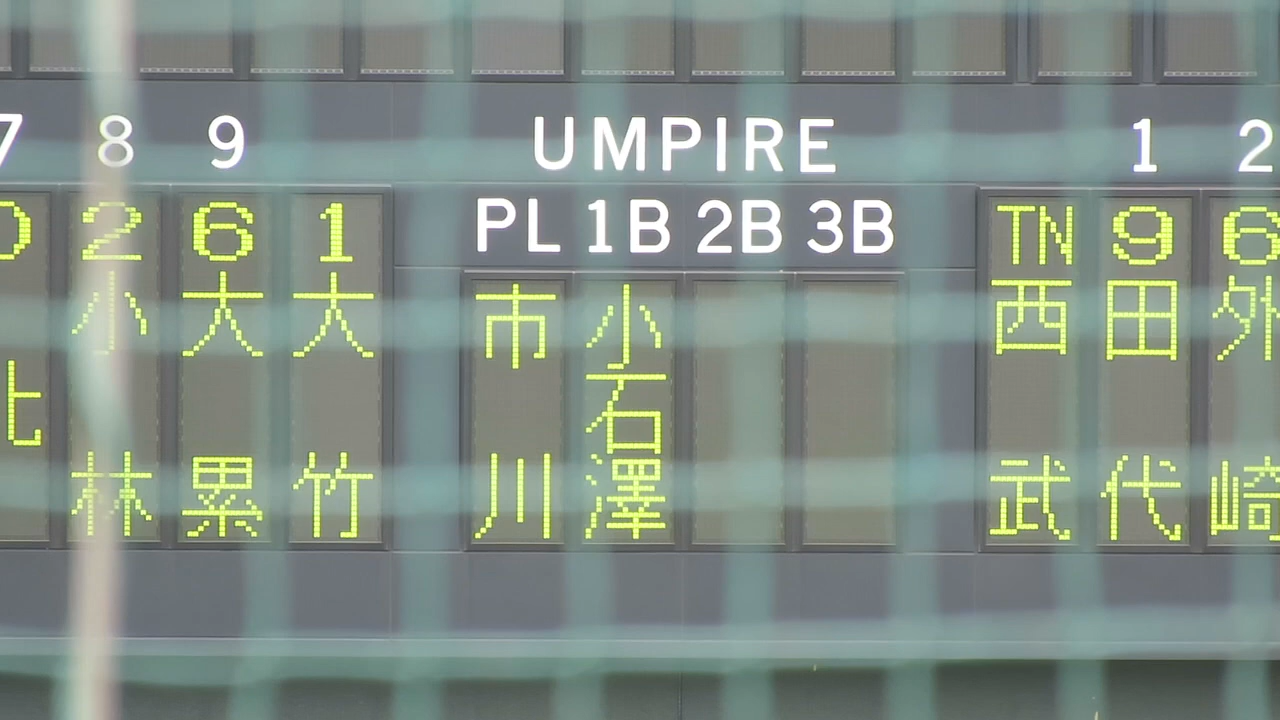 7 8 9 UMPIRE 1 2
PL 1B 2B 3B
2 6 1 TN 9 6
小林
大累
大竹
市川
小石澤
西武
田代
外崎